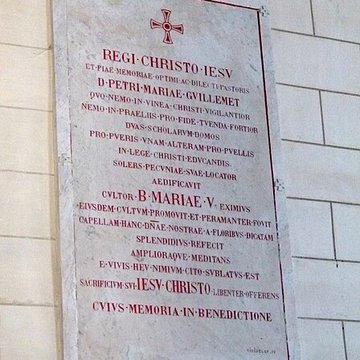 REGI·CHRISTO·IESV
ET·PIAE·MEMORIAE·OPTIMI·AC·DILECTI·PASTORIS
D·PETRI·MARIAE·GVILLEMET
QVO·NEMO·IN·VINEA·CHRISTI·VIGILANTIOR
NEMO·IN·PRAELIIS·PRO·FIDE·TVENDA·FORTIOR
DVAS·SCHOLARVM·DOMOS
PRO·PVERIS·VNAM·ALTERAM·PRO·PVELLIS
IN·LEGE·CHRISTI·EDVCANDIS·
SOLERS·PECVNIAE·SVAE·LOCATOR
AEDIFICAVIT
CVLTOR·B·MARIAE·V·EXIMIVS
EIVSDEM·CVLTVM·PROMOVIT·ET·PERAMANTER·FOVIT
CAPELLAM·HANC·DNAE·NOSTRAE·A·FLORIBVS·DICATAM
SPLENDIDIVS·REFECIT
AMPLIORAQVE·MEDITANS
E·VIVIS·HEV·NIMIVM·CITO·SVBLATVS·EST
SACRIFICIVM·SVI·IESV·CHRISTO·LIBENTER·OFFERENS
CVIVS·MEMORIA·IN·BENEDICTIONE